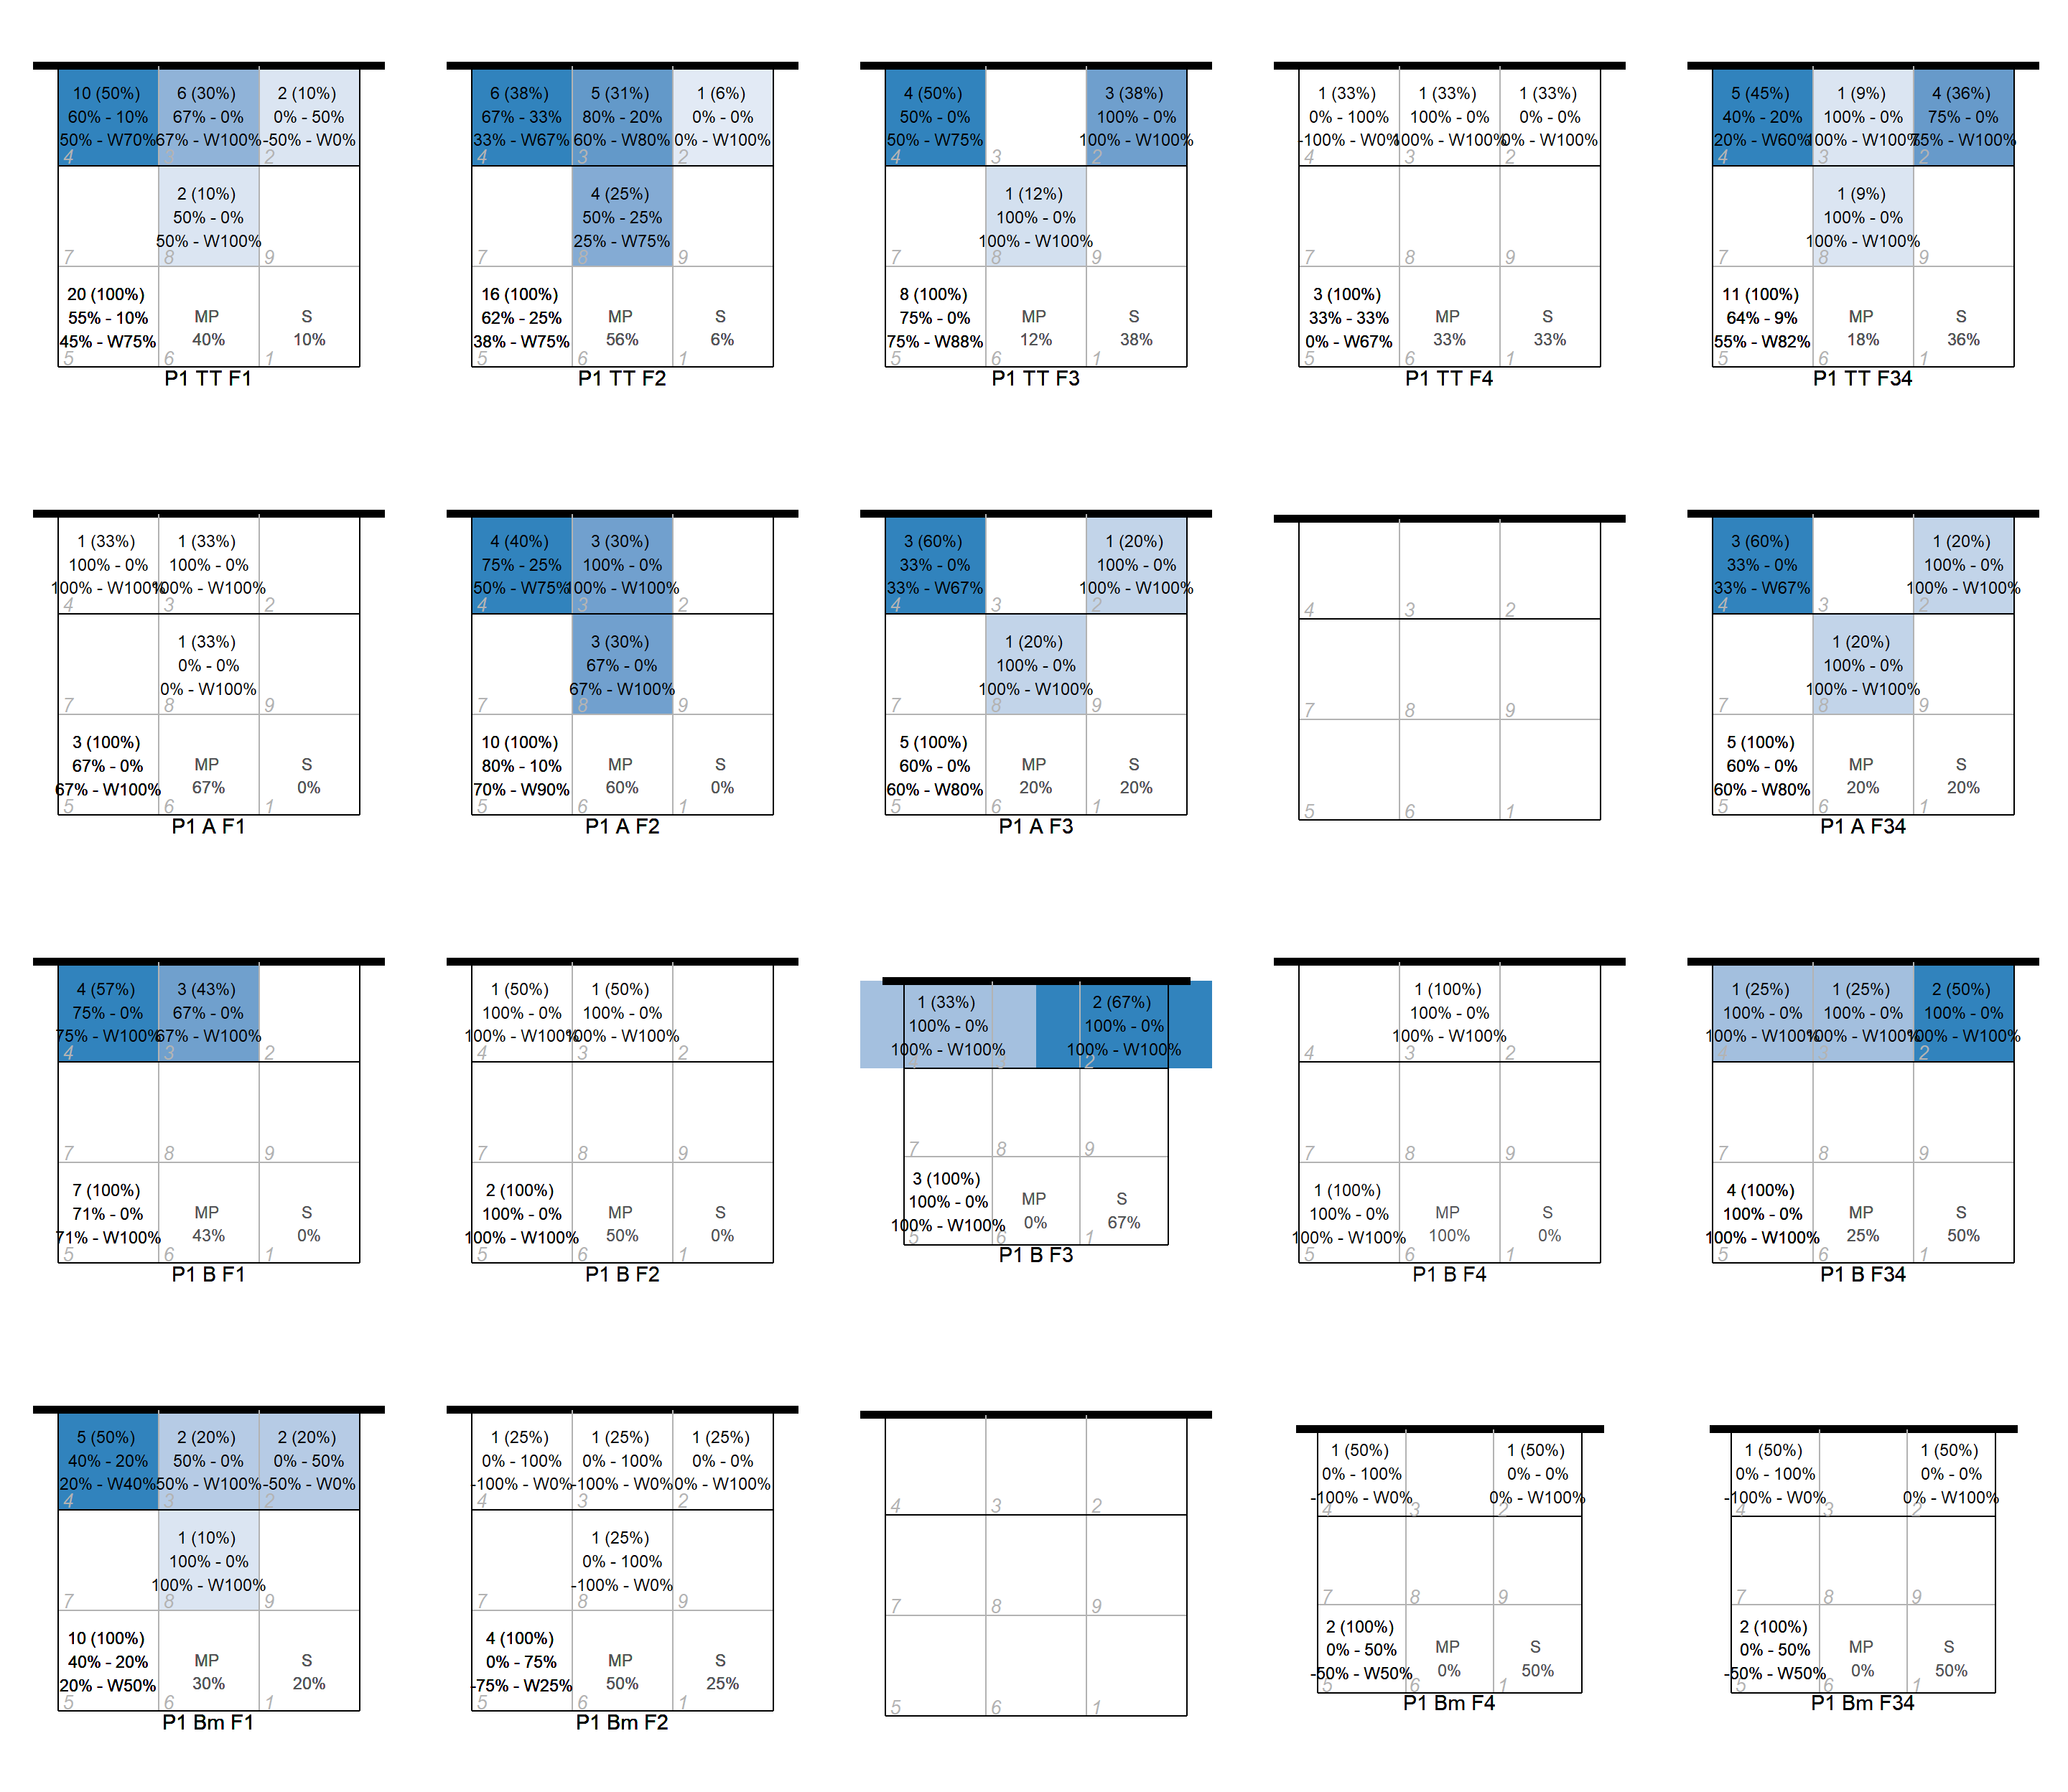 10 (50%)
60% - 10%
50% - W70%
4
6 (30%)
67% - 0%
67% - W100%
3
2 (10%)
0% - 50%
-50% - W0%
2
7
2 (10%)
50% - 0%
50% - W100%
8
9
20 (100%)
55% - 10%
45% - W75%
5
MP
40%
6
S
10%
1
P1 TT F1
6 (38%)
67% - 33%
33% - W67%
4
5 (31%)
80% - 20%
60% - W80%
3
1 (6%)
0% - 0%
0% - W100%
2
7
4 (25%)
50% - 25%
25% - W75%
8
9
16 (100%)
62% - 25%
38% - W75%
5
MP
56%
6
S
6%
1
P1 TT F2
4 (50%)
50% - 0%
50% - W75%
4
3
3 (38%)
100% - 0%
100% - W100%
2
7
1 (12%)
100% - 0%
100% - W100%
8
9
8 (100%)
75% - 0%
75% - W88%
5
MP
12%
6
S
38%
1
P1 TT F3
1 (33%)
0% - 100%
-100% - W0%
4
1 (33%)
100% - 0%
100% - W100%
3
1 (33%)
0% - 0%
0% - W100%
2
7
8
9
3 (100%)
33% - 33%
0% - W67%
5
MP
33%
6
S
33%
1
P1 TT F4
5 (45%)
40% - 20%
20% - W60%
4
1 (9%)
100% - 0%
100% - W100%
3
4 (36%)
75% - 0%
75% - W100%
2
7
1 (9%)
100% - 0%
100% - W100%
8
9
11 (100%)
64% - 9%
55% - W82%
5
MP
18%
6
S
36%
1
P1 TT F34
1 (33%)
100% - 0%
100% - W100%
4
1 (33%)
100% - 0%
100% - W100%
3
2
7
1 (33%)
0% - 0%
0% - W100%
8
9
3 (100%)
67% - 0%
67% - W100%
5
MP
67%
6
S
0%
1
P1 A F1
4 (40%)
75% - 25%
50% - W75%
4
3 (30%)
100% - 0%
100% - W100%
3
2
7
3 (30%)
67% - 0%
67% - W100%
8
9
10 (100%)
80% - 10%
70% - W90%
5
MP
60%
6
S
0%
1
P1 A F2
3 (60%)
33% - 0%
33% - W67%
4
3
1 (20%)
100% - 0%
100% - W100%
2
7
1 (20%)
100% - 0%
100% - W100%
8
9
5 (100%)
60% - 0%
60% - W80%
5
MP
20%
6
S
20%
1
P1 A F3
4
3
2
7
8
9
5
6
1
3 (60%)
33% - 0%
33% - W67%
4
3
1 (20%)
100% - 0%
100% - W100%
2
7
1 (20%)
100% - 0%
100% - W100%
8
9
5 (100%)
60% - 0%
60% - W80%
5
MP
20%
6
S
20%
1
P1 A F34
4 (57%)
75% - 0%
75% - W100%
4
3 (43%)
67% - 0%
67% - W100%
3
2
7
8
9
7 (100%)
71% - 0%
71% - W100%
5
MP
43%
6
S
0%
1
P1 B F1
1 (50%)
100% - 0%
100% - W100%
4
1 (50%)
100% - 0%
100% - W100%
3
2
7
8
9
2 (100%)
100% - 0%
100% - W100%
5
MP
50%
6
S
0%
1
P1 B F2
1 (33%)
100% - 0%
100% - W100%
2 (67%)
100% - 0%
100% - W100%
2
7
8
9
3 (100%)
100% - 0%
100% - W100%
5
MP
0%
6
S
67%
1
P1 B F3
4
1 (100%)
100% - 0%
100% - W100%
3
2
7
8
9
1 (100%)
100% - 0%
100% - W100%
5
MP
100%
6
S
0%
1
P1 B F4
1 (25%)
100% - 0%
100% - W100%
4
1 (25%)
100% - 0%
100% - W100%
3
2 (50%)
100% - 0%
100% - W100%
2
7
8
9
4 (100%)
100% - 0%
100% - W100%
5
MP
25%
6
S
50%
1
P1 B F34
5 (50%)
40% - 20%
20% - W40%
4
2 (20%)
50% - 0%
50% - W100%
3
2 (20%)
0% - 50%
-50% - W0%
2
7
1 (10%)
100% - 0%
100% - W100%
8
9
10 (100%)
40% - 20%
20% - W50%
5
MP
30%
6
S
20%
1
P1 Bm F1
1 (25%)
0% - 100%
-100% - W0%
4
1 (25%)
0% - 100%
-100% - W0%
3
1 (25%)
0% - 0%
0% - W100%
2
7
1 (25%)
0% - 100%
-100% - W0%
8
9
4 (100%)
0% - 75%
-75% - W25%
5
MP
50%
6
S
25%
1
P1 Bm F2
4
3
2
7
8
9
5
6
1
1 (50%)
0% - 100%
-100% - W0%
4
3
1 (50%)
0% - 0%
0% - W100%
2
7
8
9
2 (100%)
0% - 50%
-50% - W50%
5
MP
0%
6
S
50%
1
P1 Bm F4
1 (50%)
0% - 100%
-100% - W0%
4
3
1 (50%)
0% - 0%
0% - W100%
2
7
8
9
2 (100%)
0% - 50%
-50% - W50%
5
MP
0%
6
S
50%
1
P1 Bm F34